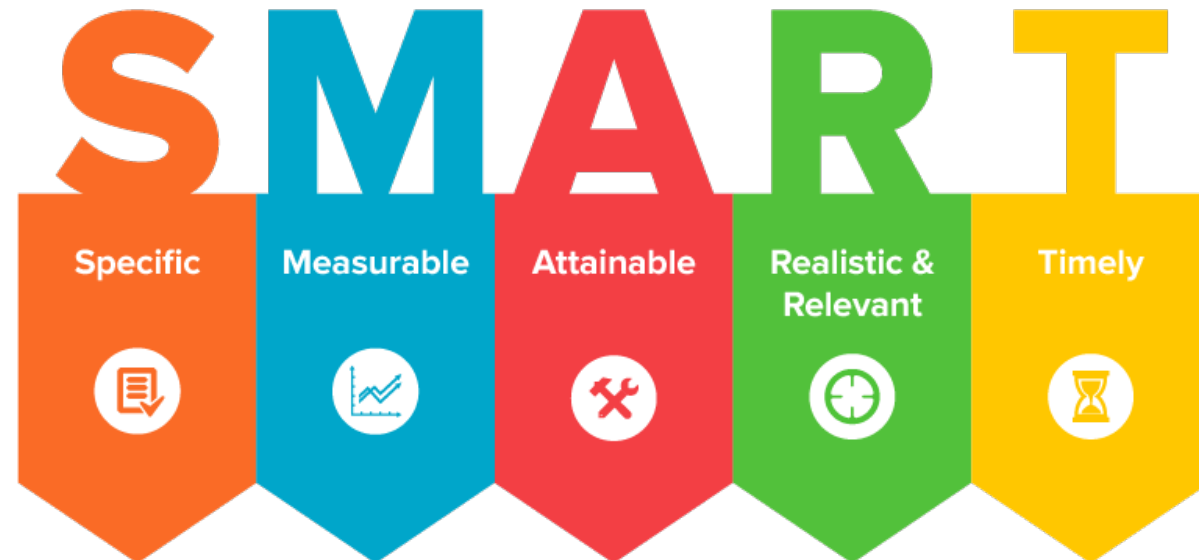 SMART
Specific
Measurable
Attainable
Realistic &
Relevant
Timely